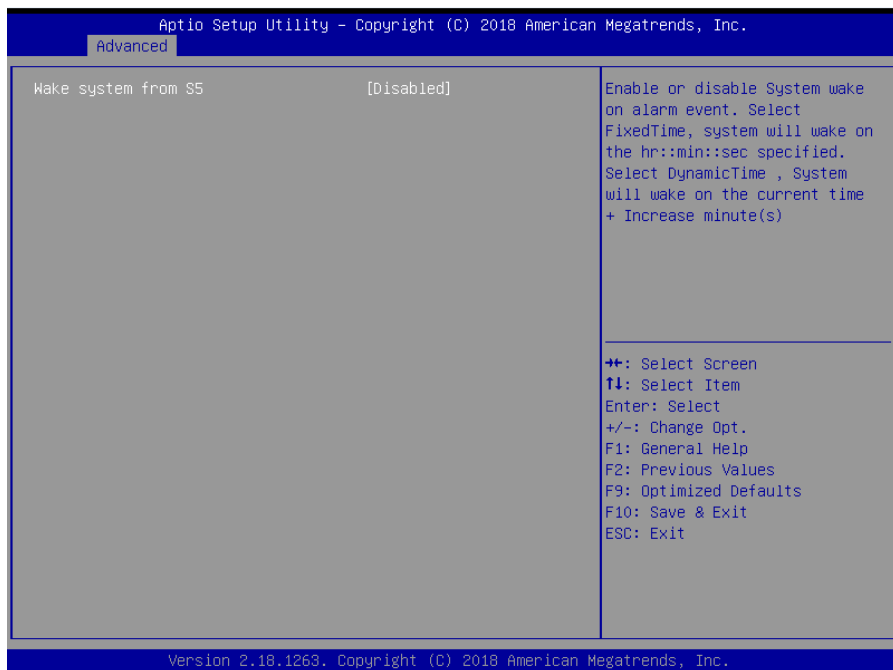 Aptio Setup Utility – Copyright (C) 2018 American Megatrends, Inc.
Advanced
Wake system from S5 [Disabled]
Enable or disable System wake
on alarm event. Select
FixedTime, system will wake on
the hr::min::sec specified.
Select DynamicTime , System
will wake on the current time
+ Increase minute(s)
→←: Select Screen
↑↓: Select Item
Enter: Select
+/-: Change Opt.
F1: General Help
F2: Previous Values
F9: Optimized Defaults
F10: Save & Exit
ESC: Exit
Version 2.18.1263. Copyright (C) 2018 American Megatrends, Inc.